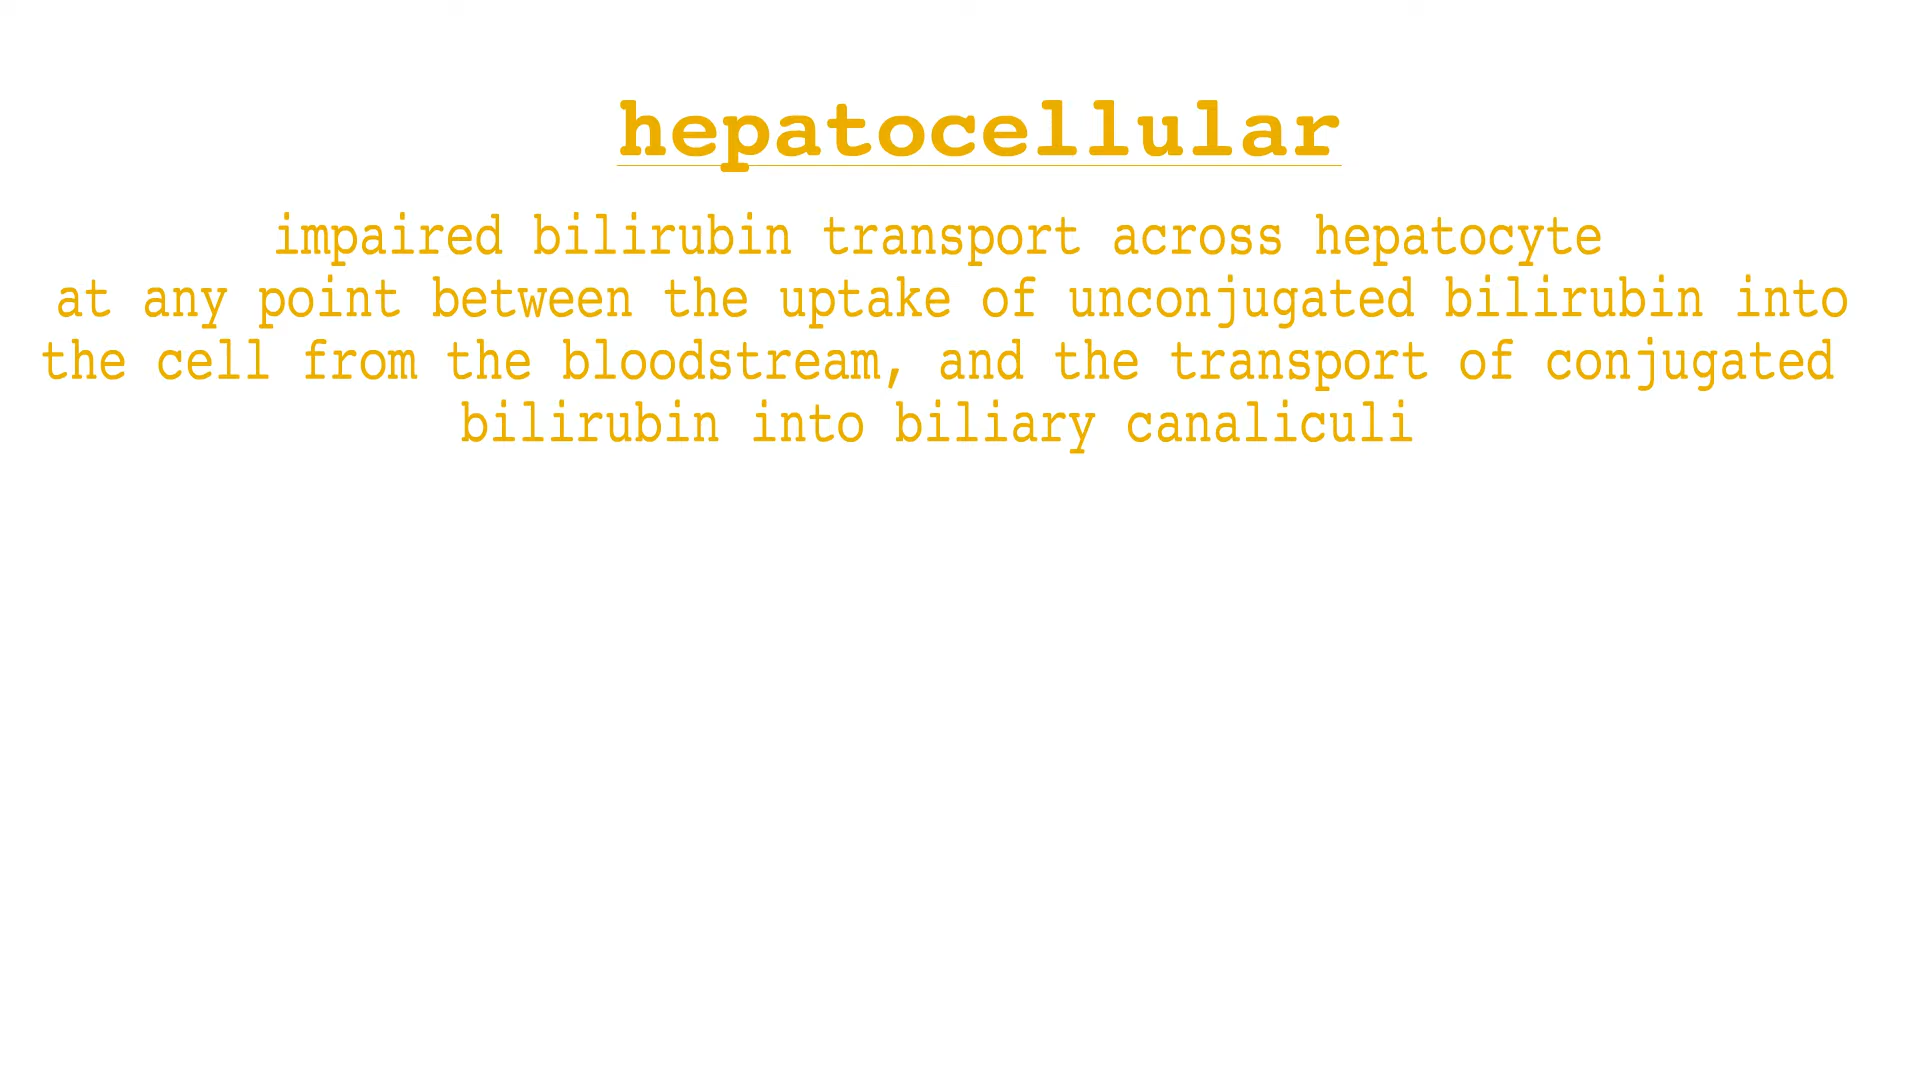 hepatocellular
impaired bilirubin transport across hepatocyte
at any point between the uptake of unconjugated bilirubin into
the cell from the bloodstream, and the transport of conjugated
bilirubin into biliary canaliculi